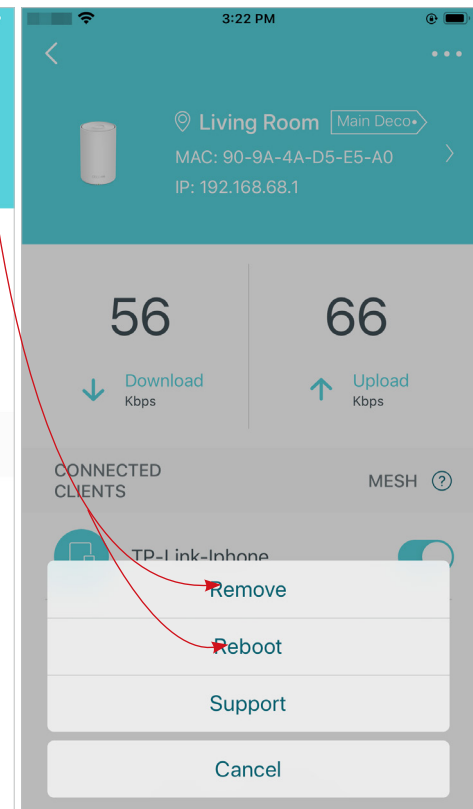 3:22 PM
Living Room Main Deco
MAC: 90-9A-4A-D5-E5-A0
IP: 192.168.68.1
56 66
Download Upload
Kbps Kbps
CONNECTED
CLIENTS
MESH ?
TP-Link-Iphone
Remove
Reboot
Support
Cancel